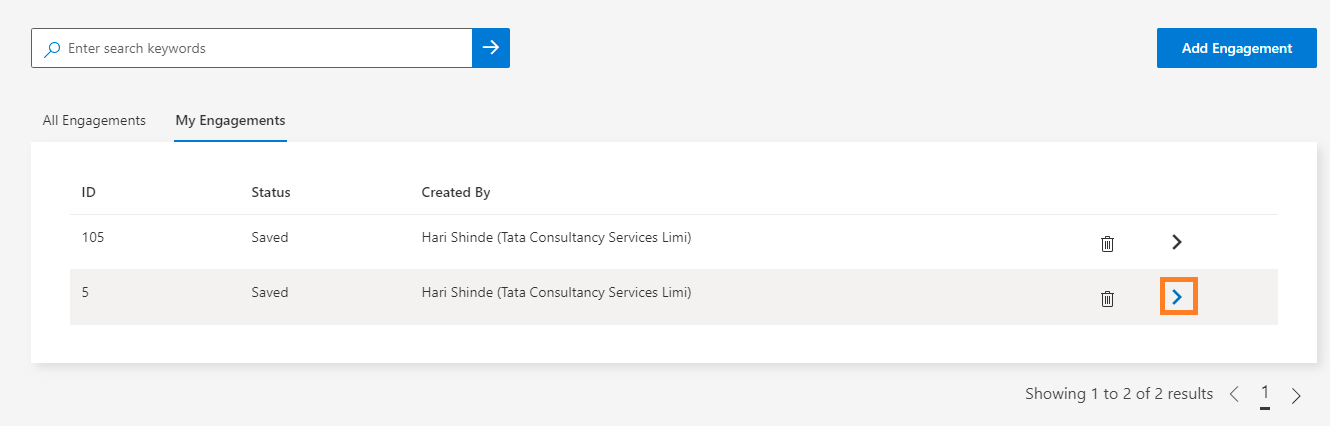 Enter search keywords
Add Engagement
All Engagements My Engagements
ID Status Created By
105 Saved Hari Shinde (Tata Consultancy Services Limi)
5 Saved Hari Shinde (Tata Consultancy Services Limi)
Showing 1 to 2 of 2 results 1